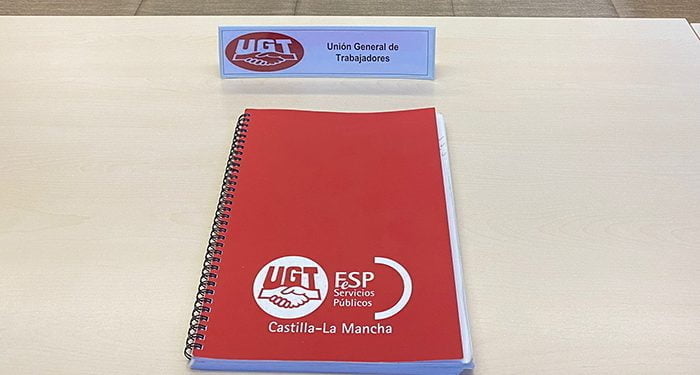 UGT
Unión General de
Trabajadores
UGT
FeSP
Servicios
Públicos
Castilla-La Mancha